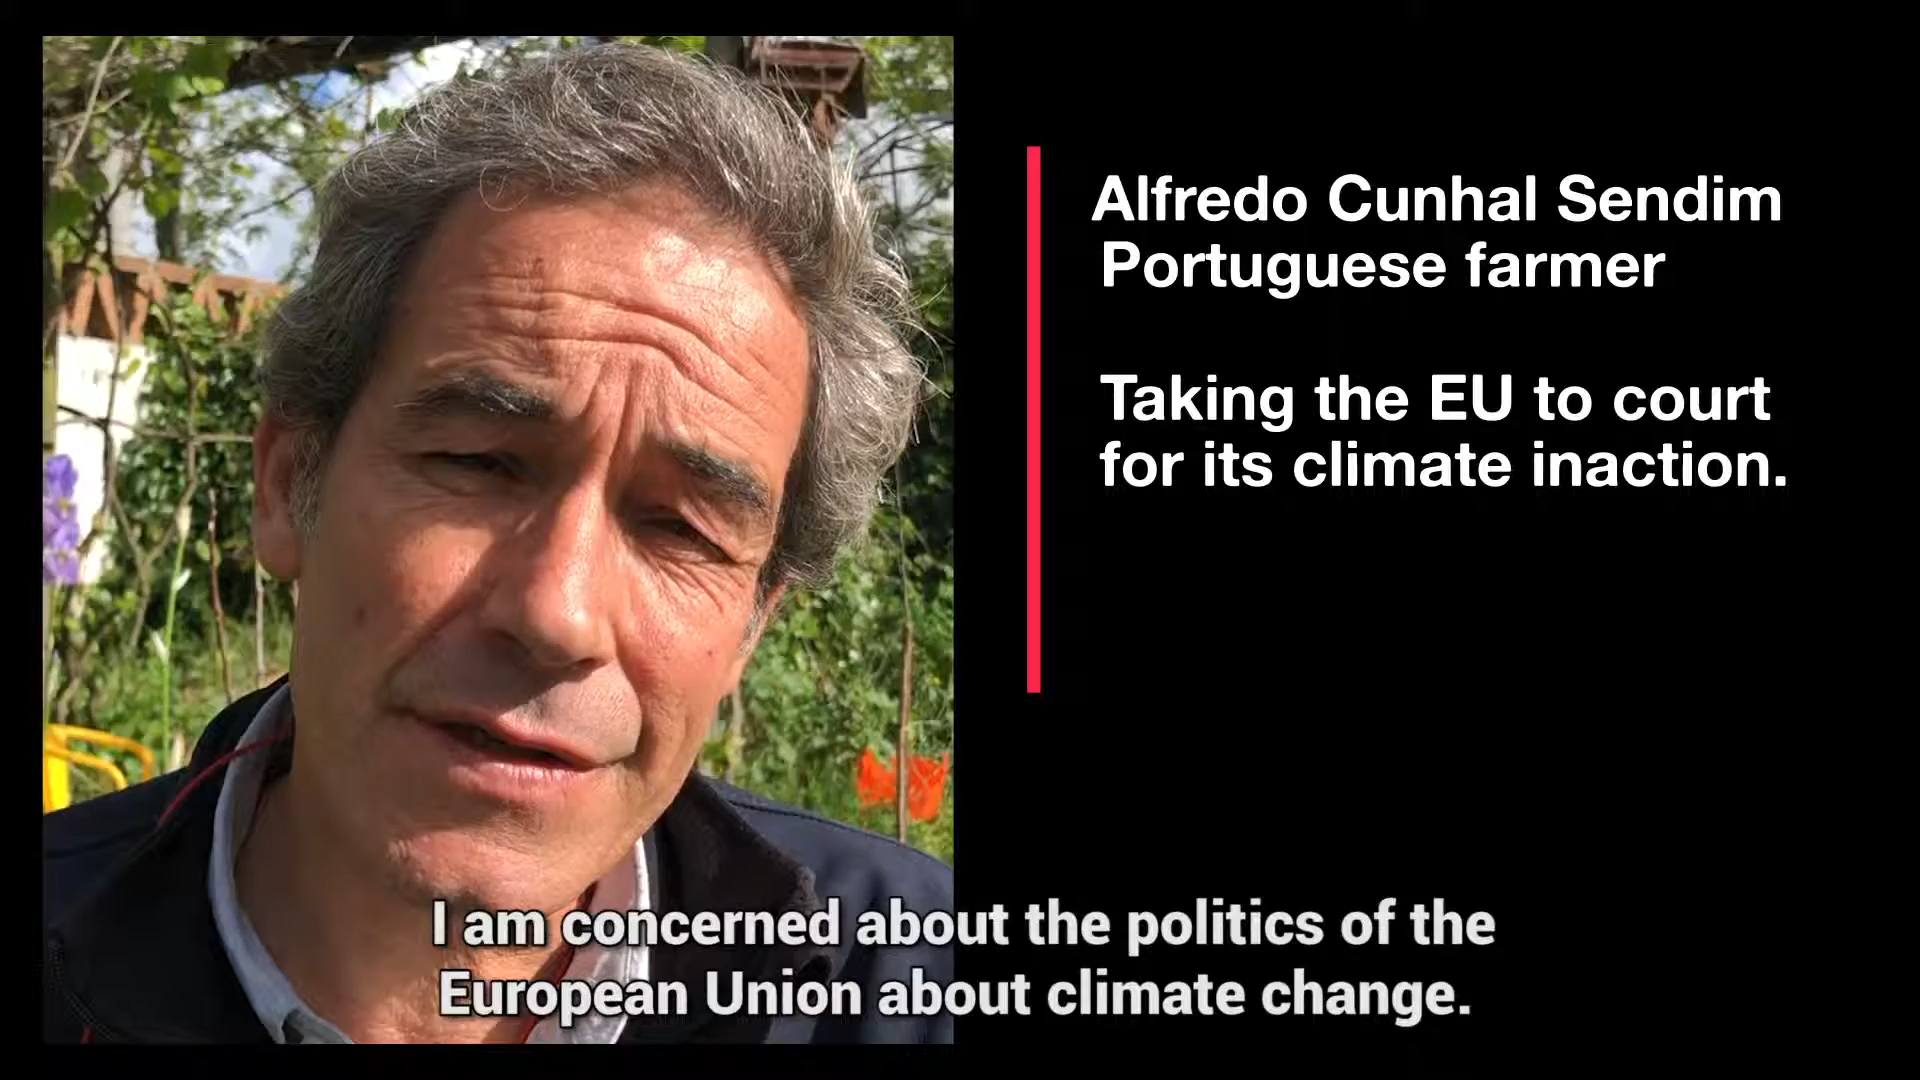 Alfredo Cunhal Sendim
Portuguese farmer
Taking the EU to court
for its climate inaction.
I am concerned about the politics of the
European Union about climate change.